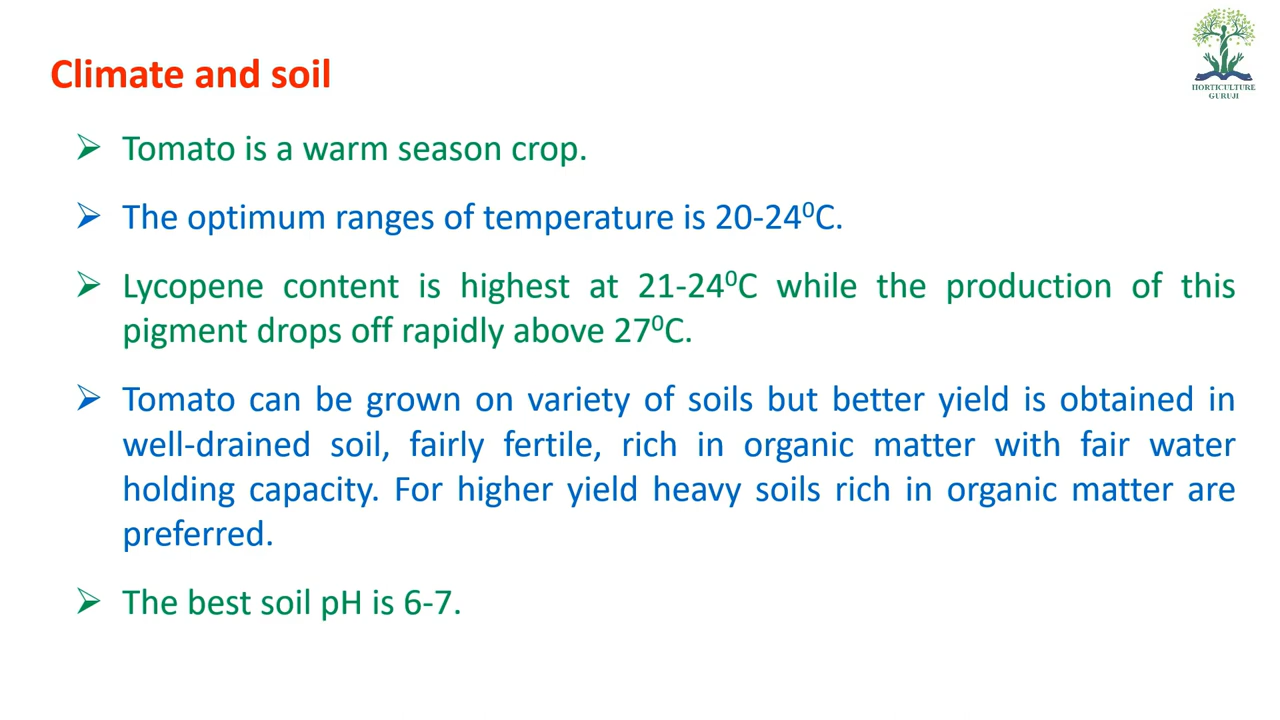 HORTICULTURE
GURUJI
Climate and soil
➢ Tomato is a warm season crop.
➢ The optimum ranges of temperature is 20-24⁰C.
➢ Lycopene content is highest at 21-24⁰C while the production of this
pigment drops off rapidly above 27⁰C.
➢ Tomato can be grown on variety of soils but better yield is obtained in
well-drained soil, fairly fertile, rich in organic matter with fair water
holding capacity. For higher yield heavy soils rich in organic matter are
preferred.
➢ The best soil pH is 6-7.